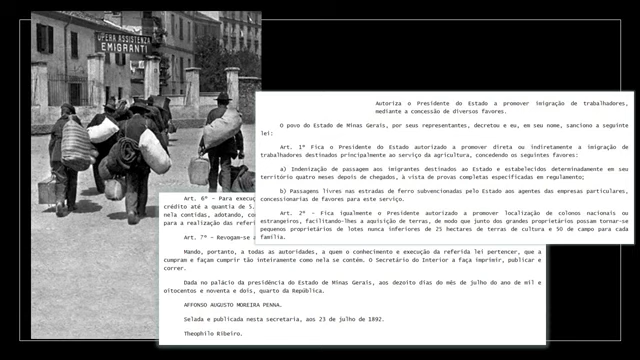 OPERA ASSISTENZA
EMIGRANTI
Autoriza o Presidente do Estado a promover imigração de trabalhadores,
mediante a concessão de diversos favores.
O povo do Estado de Minas Gerais, por seus representantes, decretou e eu, em seu nome, sanciono a seguinte
lei:
Art. 1º Fica o Presidente do Estado autorizado a promover direta ou indiretamente a imigração de
trabalhadores destinados principalmente ao serviço da agricultura, concedendo os seguintes favores:
a) Indenização de passagem aos imigrantes destinados ao Estado e estabelecidos determinadamente em seu
território quatro meses depois de chegados, à vista de provas completas especificadas em regulamento;
b) Passagens livres nas estradas de ferro subvencionadas pelo Estado aos agentes das empresas particulares,
concessionarias de favores para este serviço.
Art. 2º – Fica igualmente o Presidente autorizado a promover localização de colonos nacionais ou
estrangeiros, facilitando-lhes a aquisição de terras, de modo que junto dos grandes proprietários possam tornar-se
pequenos proprietários de lotes nunca inferiores de 25 hectares de terras de cultura e 50 de campo para cada
família.
Art. 6º – Para execu
crédito até a quantia de 5.
nela contidas, adotando, co
para a realização das referi
Art. 7º – Revogam-se
Mando, portanto, a todas as autoridades, a quem o conhecimento e execução da referida lei pertencer, que a
cumpram e façam cumprir tão inteiramente como nela se contém. O Secretário do Interior a faça imprimir, publicar e
correr.
Dada no palácio da presidência do Estado de Minas Gerais, aos dezoito dias do mês de julho do ano de mil e
oitocentos e noventa e dois, quarto da República.
AFFONSO AUGUSTO MOREIRA PENNA.
Selada e publicada nesta secretaria, aos 23 de julho de 1892.
Theophilo Ribeiro.